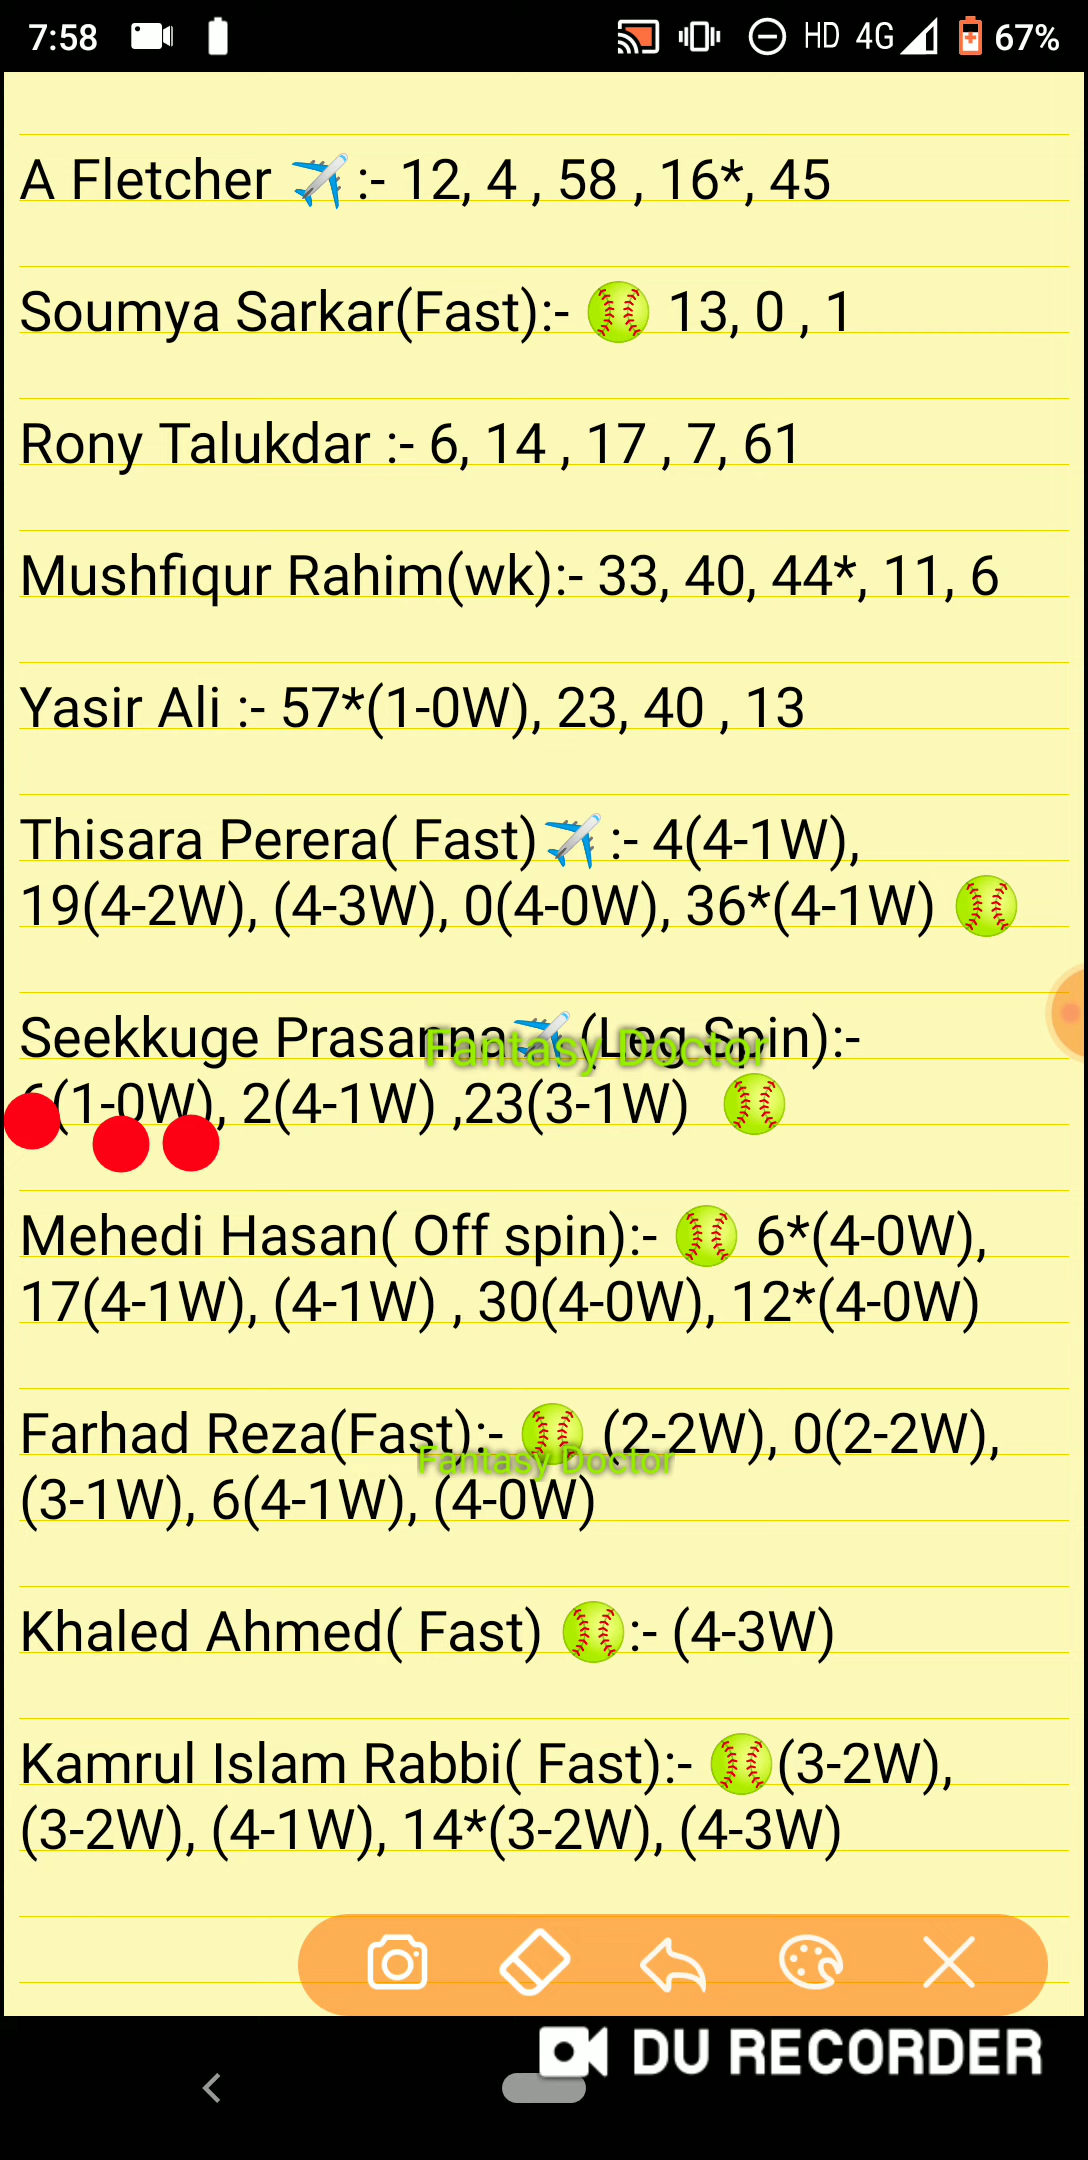 7:58 HD 4G 67%
A Fletcher ✈️:- 12, 4 , 58 , 16*, 45
Soumya Sarkar(Fast):- 🥎 13, 0 , 1
Rony Talukdar :- 6, 14 , 17 , 7, 61
Mushfiqur Rahim(wk):- 33, 40, 44*, 11, 6
Yasir Ali :- 57*(1-0W), 23, 40 , 13
Thisara Perera( Fast)✈️:- 4(4-1W),
19(4-2W), (4-3W), 0(4-0W), 36*(4-1W) 🥎
Seekkuge Prasanna✈️(Leg Spin):-
Fantasy Doctor
6(1-0W), 2(4-1W) ,23(3-1W) 🥎
Mehedi Hasan( Off spin):- 🥎 6*(4-0W),
17(4-1W), (4-1W) , 30(4-0W), 12*(4-0W)
Farhad Reza(Fast):- 🥎 (2-2W), 0(2-2W),
Fantasy Doctor
(3-1W), 6(4-1W), (4-0W)
Khaled Ahmed( Fast) 🥎:- (4-3W)
Kamrul Islam Rabbi( Fast):- 🥎(3-2W),
(3-2W), (4-1W), 14*(3-2W), (4-3W)
DU RECORDER